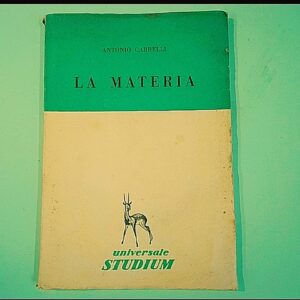 ANTONIO CARRELLI
LA MATERIA
universale
STUDIUM